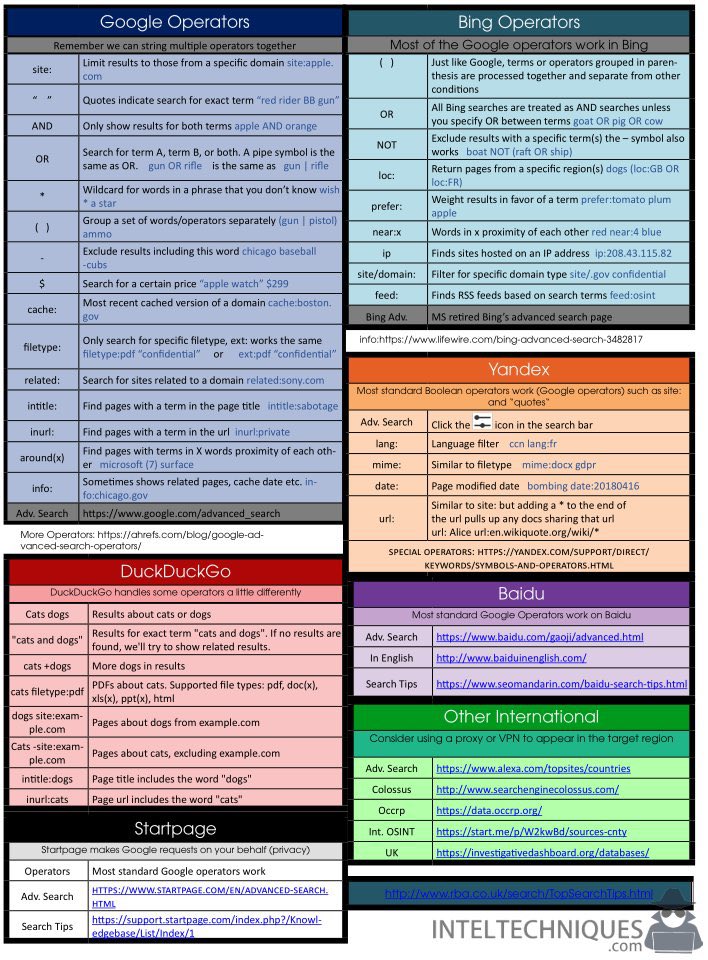 Google Operators
Remember we can string multiple operators together
site:
Limit results to those from a specific domain site:apple.
com
“ ”
Quotes indicate search for exact term “red rider BB gun”
AND
Only show results for both terms apple AND orange
OR
Search for term A, term B, or both. A pipe symbol is the
same as OR. gun OR rifle is the same as gun | rifle
*
Wildcard for words in a phrase that you don’t know wish
* a star
( )
Group a set of words/operators separately (gun | pistol)
ammo
-
Exclude results including this word chicago baseball
-cubs
$
Search for a certain price “apple watch” $299
cache:
Most recent cached version of a domain cache:boston.
gov
filetype:
Only search for specific filetype, ext: works the same
filetype:pdf “confidential” or ext:pdf “confidential”
related:
Search for sites related to a domain related:sony.com
intitle:
Find pages with a term in the page title intitle:sabotage
inurl:
Find pages with a term in the url inurl:private
around(x)
Find pages with terms in X words proximity of each oth-
er microsoft (7) surface
info:
Sometimes shows related pages, cache date etc. in-
fo:chicago.gov
Adv. Search
https://www.google.com/advanced_search
More Operators: https://ahrefs.com/blog/google-ad-
vanced-search-operators/
DuckDuckGo
DuckDuckGo handles some operators a little differently
Cats dogs
Results about cats or dogs
"cats and dogs"
Results for exact term "cats and dogs". If no results are
found, we'll try to show related results.
cats +dogs
More dogs in results
cats filetype:pdf
PDFs about cats. Supported file types: pdf, doc(x),
xls(x), ppt(x), html
dogs site:exam-
ple.com
Pages about dogs from example.com
Cats -site:exam-
ple.com
Pages about cats, excluding example.com
intitle:dogs
Page title includes the word "dogs"
inurl:cats
Page url includes the word "cats"
Startpage
Startpage makes Google requests on your behalf (privacy)
Operators
Most standard Google operators work
Adv. Search
HTTPS://WWW.STARTPAGE.COM/EN/ADVANCED-SEARCH.
HTML
Search Tips
https://support.startpage.com/index.php?/Knowl-
edgebase/List/Index/1
Bing Operators
Most of the Google operators work in Bing
( )
Just like Google, terms or operators grouped in paren-
thesis are processed together and separate from other
conditions
OR
All Bing searches are treated as AND searches unless
you specify OR between terms goat OR pig OR cow
NOT
Exclude results with a specific term(s) the – symbol also
works boat NOT (raft OR ship)
loc:
Return pages from a specific region(s) dogs (loc:GB OR
loc:FR)
prefer:
Weight results in favor of a term prefer:tomato plum
apple
near:x
Words in x proximity of each other red near:4 blue
ip
Finds sites hosted on an IP address ip:208.43.115.82
site/domain:
Filter for specific domain type site/.gov confidential
feed:
Finds RSS feeds based on search terms feed:osint
Bing Adv.
MS retired Bing’s advanced search page
info:https://www.lifewire.com/bing-advanced-search-3482817
Yandex
Most standard Boolean operators work (Google operators) such as site:
and “quotes”
Adv. Search
Click the icon in the search bar
lang:
Language filter ccn lang:fr
mime:
Similar to filetype mime:docx gdpr
date:
Page modified date bombing date:20180416
url:
Similar to site: but adding a * to the end of
the url pulls up any docs sharing that url
url: Alice url:en.wikiquote.org/wiki/*
SPECIAL OPERATORS: HTTPS://YANDEX.COM/SUPPORT/DIRECT/
KEYWORDS/SYMBOLS-AND-OPERATORS.HTML
Baidu
Most standard Google Operators work on Baidu
Adv. Search
https://www.baidu.com/gaoji/advanced.html
In English
http://www.baiduinenglish.com/
Search Tips
https://www.seomandarin.com/baidu-search-tips.html
Other International
Consider using a proxy or VPN to appear in the target region
Adv. Search
https://www.alexa.com/topsites/countries
Colossus
http://www.searchenginecolossus.com/
Occrp
https://data.occrp.org/
Int. OSINT
https://start.me/p/W2kwBd/sources-cnty
UK
https://investigativedashboard.org/databases/
http://www.rba.co.uk/search/TopSearchTips.html
INTELTECHNIQUES
.com